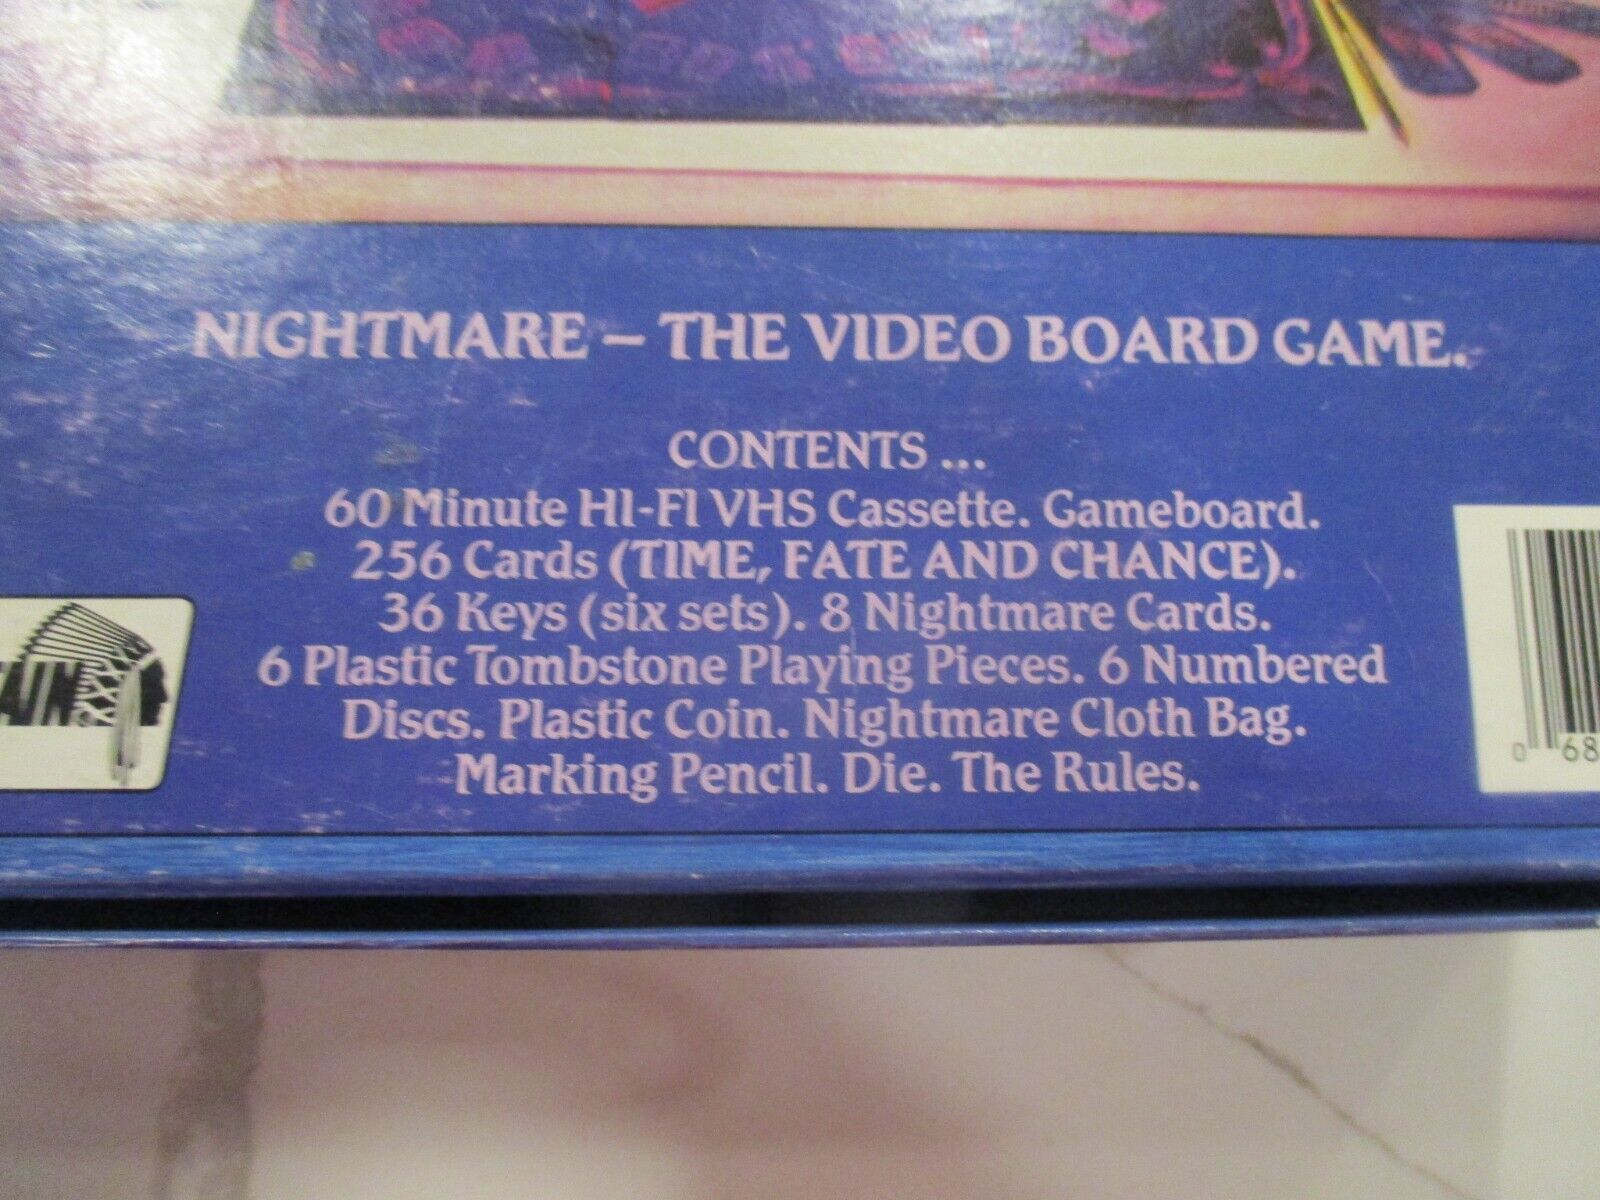 NIGHTMARE – THE VIDEO BOARD GAME.
CONTENTS ...
60 Minute HI-FI VHS Cassette. Gameboard.
256 Cards (TIME, FATE AND CHANCE).
36 Keys (six sets). 8 Nightmare Cards.
6 Plastic Tombstone Playing Pieces. 6 Numbered
Discs. Plastic Coin. Nightmare Cloth Bag.
Marking Pencil. Die. The Rules.
0 68